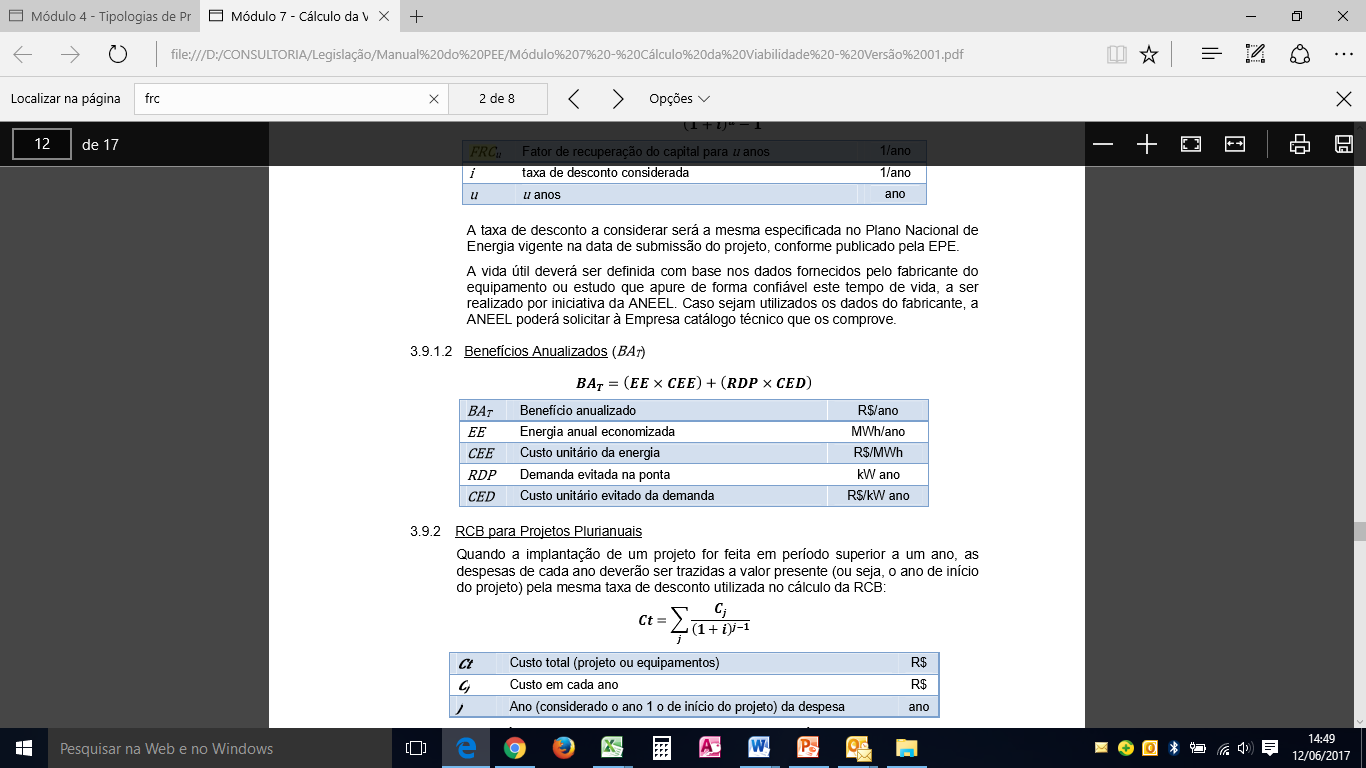 Módulo 4 - Tipologias de Pr
Módulo 7 - Cálculo da V
file:///D:/CONSULTORIA/Legislação/Manual%20do%20PEE/Módulo%207%20-%20Cálculo%20da%20Viabilidade%20-%20Versão%2001.pdf
Localizar na página
frc
2 de 8
Opções
12
de 17
(1 + i)ᵘ − 1
FRCᵤ Fator de recuperação do capital para u anos 1/ano
i taxa de desconto considerada 1/ano
u u anos ano
A taxa de desconto a considerar será a mesma especificada no Plano Nacional de
Energia vigente na data de submissão do projeto, conforme publicado pela EPE.
A vida útil deverá ser definida com base nos dados fornecidos pelo fabricante do
equipamento ou estudo que apure de forma confiável este tempo de vida, a ser
realizado por iniciativa da ANEEL. Caso sejam utilizados os dados do fabricante, a
ANEEL poderá solicitar à Empresa catálogo técnico que os comprove.
3.9.1.2 Benefícios Anualizados (BAT)
BAT = (EE × CEE) + (RDP × CED)
BAT Benefício anualizado R$/ano
EE Energia anual economizada MWh/ano
CEE Custo unitário da energia R$/MWh
RDP Demanda evitada na ponta kW ano
CED Custo unitário evitado da demanda R$/kW ano
3.9.2 RCB para Projetos Plurianuais
Quando a implantação de um projeto for feita em período superior a um ano, as
despesas de cada ano deverão ser trazidas a valor presente (ou seja, o ano de início
do projeto) pela mesma taxa de desconto utilizada no cálculo da RCB:
Ct = ∑j Cj / (1 + i)^j−1
Ct Custo total (projeto ou equipamentos) R$
Cj Custo em cada ano R$
j Ano (considerado o ano 1 o de início do projeto) da despesa ano
Pesquisar na Web e no Windows
14:49
12/06/2017